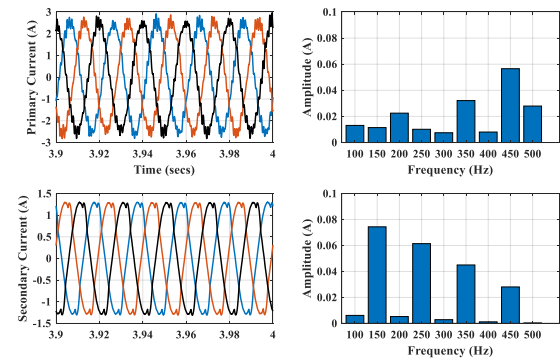 Primary Current (A)
3
2
1
0
-1
-2
-3
3.9 3.92 3.94 3.96 3.98 4
Time (secs)
Amplitude (A)
0.1
0.08
0.06
0.04
0.02
0
100 150 200 250 300 350 400 450 500
Frequency (Hz)
Secondary Current (A)
1.5
1
0.5
0
-0.5
-1
-1.5
3.9 3.92 3.94 3.96 3.98 4
Time (secs)
Amplitude (A)
0.1
0.08
0.06
0.04
0.02
0
100 150 200 250 300 350 400 450 500
Frequency (Hz)